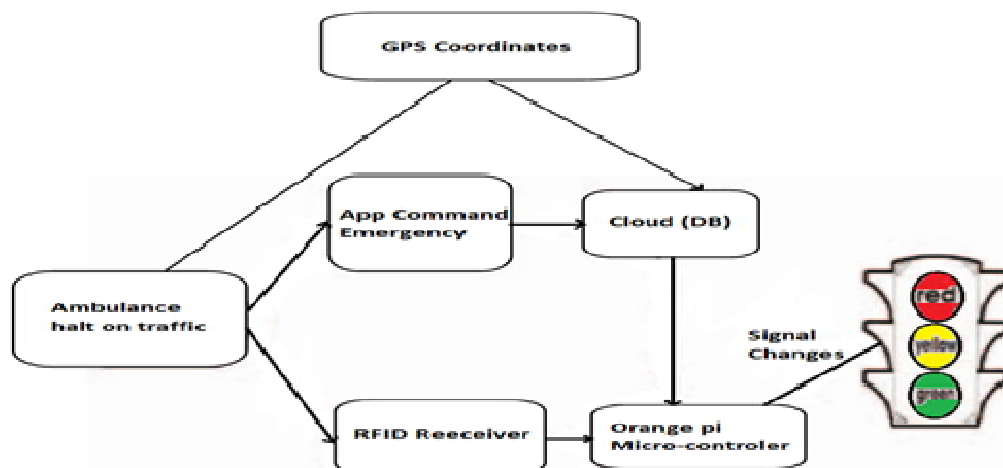 GPS Coordinates
App Command
Emergency
Cloud (DB)
Ambulance
halt on traffic
Signal
Changes
red
yellow
green
RFID Reeceiver
Orange pi
Micro-controler